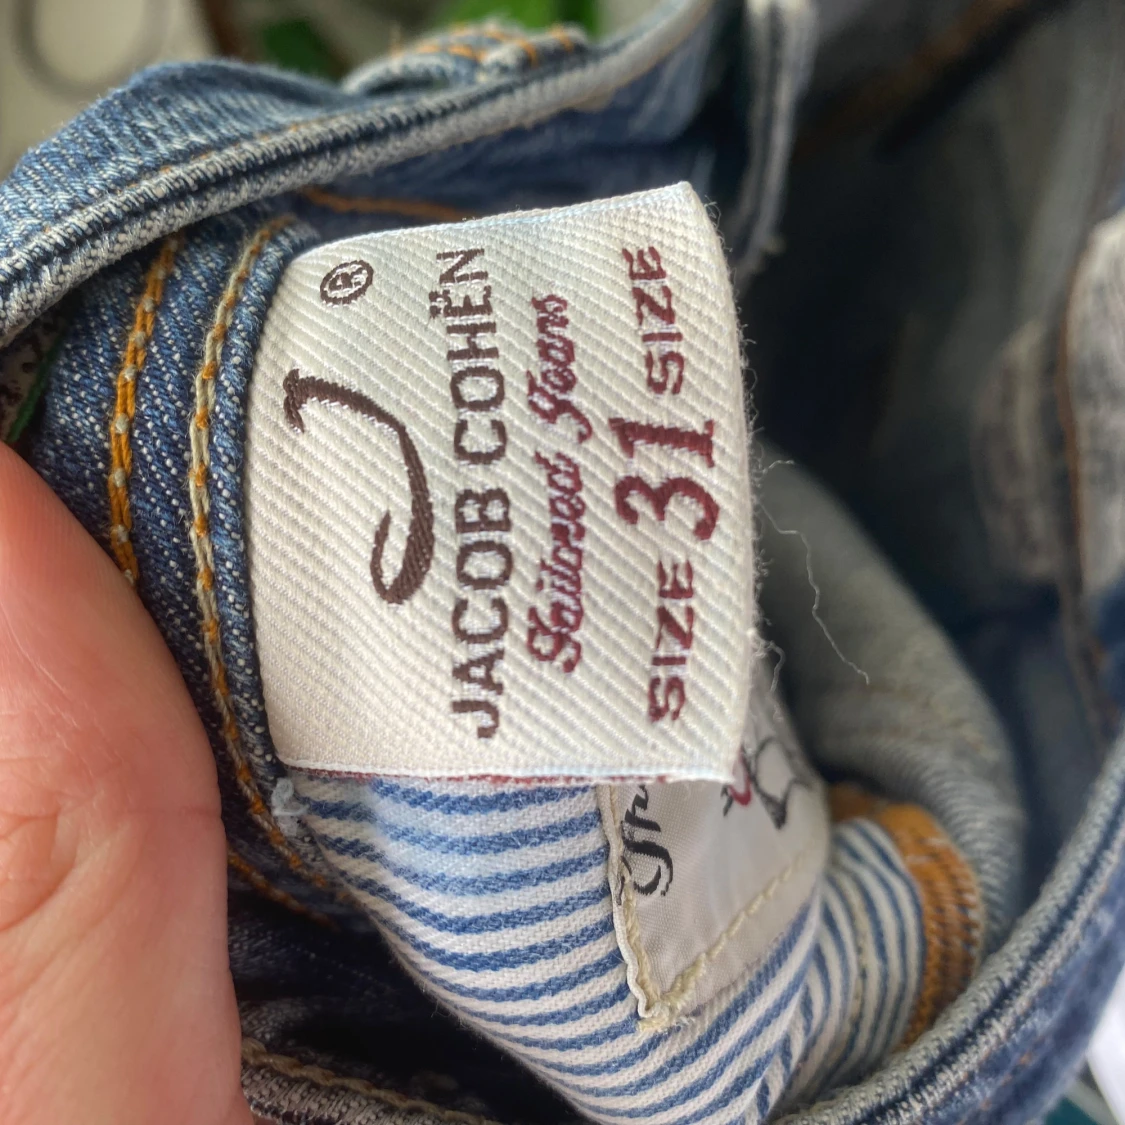 J ®
JACOB COHËN
Tailored Jeans
SIZE 31 SIZE